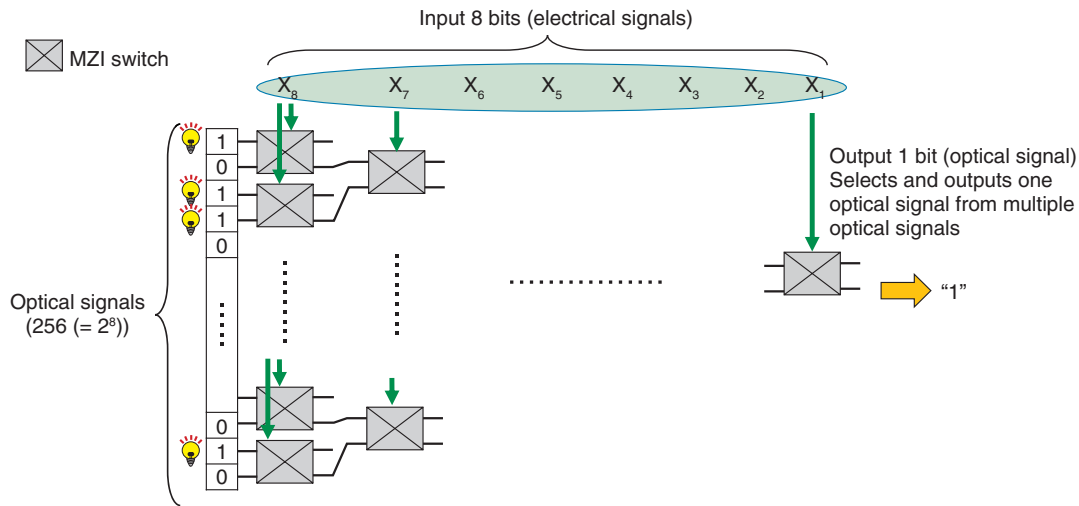 Input 8 bits (electrical signals)
MZI switch
X8 X7 X6 X5 X4 X3 X2 X1
1
0
1
1
0
Output 1 bit (optical signal)
Selects and outputs one
optical signal from multiple
optical signals
Optical signals
(256 (= 2⁸))
“1”
0
1
0